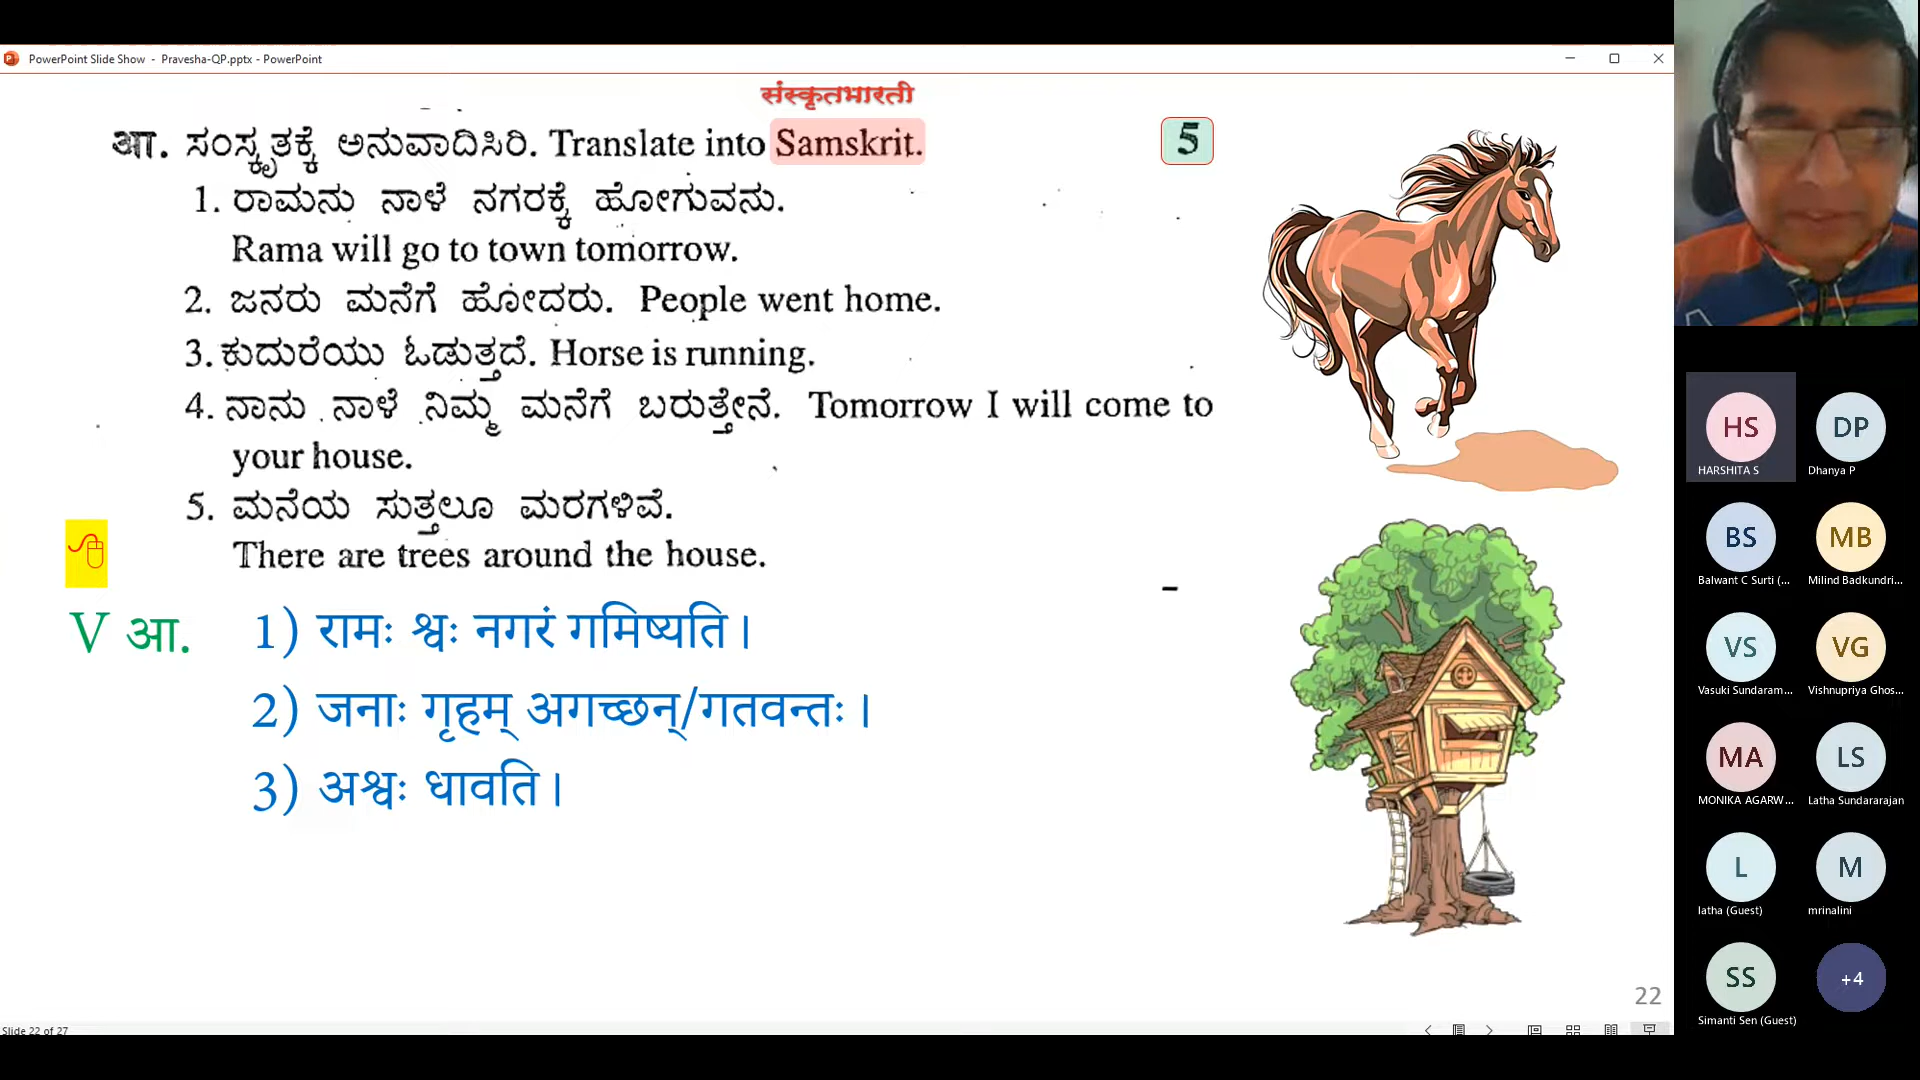 PowerPoint Slide Show - Pravesha-QP.pptx - PowerPoint
संस्कृतभारती
आ. ಸಂಸ್ಕೃತಕ್ಕೆ ಅನುವಾದಿಸಿರಿ. Translate into Samskrit. 5
1. ರಾಮನು ನಾಳೆ ನಗರಕ್ಕೆ ಹೋಗುವನು.
Rama will go to town tomorrow.
2. ಜನರು ಮನೆಗೆ ಹೋದರು. People went home.
3. ಕುದುರೆಯು ಓಡುತ್ತದೆ. Horse is running.
4. ನಾನು ನಾಳೆ ನಿಮ್ಮ ಮನೆಗೆ ಬರುತ್ತೇನೆ. Tomorrow I will come to
your house.
5. ಮನೆಯ ಸುತ್ತಲೂ ಮರಗಳಿವೆ.
There are trees around the house.
V आ. 1) रामः श्वः नगरं गमिष्यति।
2) जनाः गृहम् अगच्छन्/गतवन्तः।
3) अश्वः धावति।
22
Slide 22 of 27
HS DP
HARSHITA S Dhanya P
BS MB
Balwant C Surti (... Milind Badkundri...
VS VG
Vasuki Sundaram... Vishnupriya Ghos...
MA LS
MONIKA AGARW... Latha Sundararajan
L M
latha (Guest) mrinalini
SS +4
Simanti Sen (Guest)